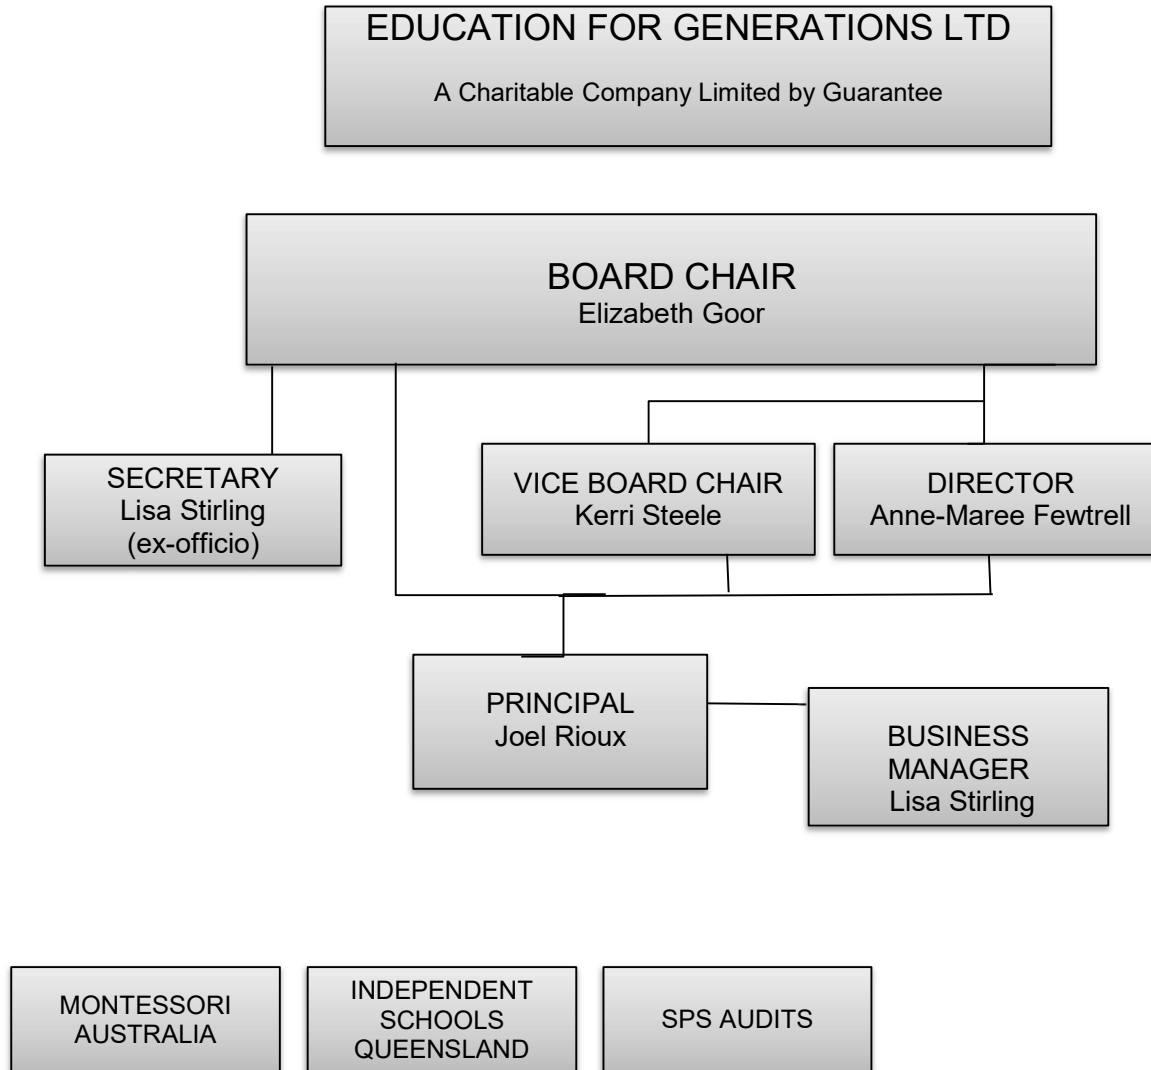 EDUCATION FOR GENERATIONS LTD
A Charitable Company Limited by Guarantee
BOARD CHAIR
Elizabeth Goor
SECRETARY
Lisa Stirling
(ex-officio)
VICE BOARD CHAIR
Kerri Steele
DIRECTOR
Anne-Maree Fewtrell
PRINCIPAL
Joel Rioux
BUSINESS
MANAGER
Lisa Stirling
MONTESSORI
AUSTRALIA
INDEPENDENT
SCHOOLS
QUEENSLAND
SPS AUDITS